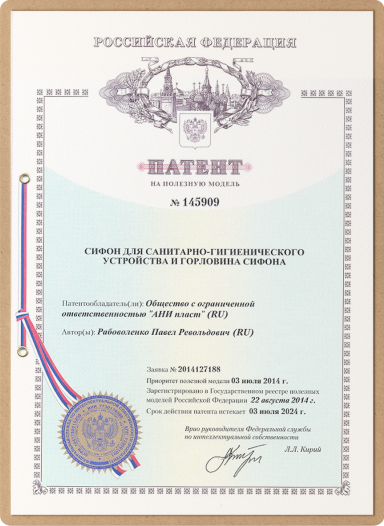 РОССИЙСКАЯ ФЕДЕРАЦИЯ
ПАТЕНТ
НА ПОЛЕЗНУЮ МОДЕЛЬ
№ 145909
СИФОН ДЛЯ САНИТАРНО-ГИГИЕНИЧЕСКОГО
УСТРОЙСТВА И ГОРЛОВИНА СИФОНА
Патентообладатель(ли): Общество с ограниченной
ответственностью "АНИ пласт" (RU)
Автор(ы): Рабоволенко Павел Револьдович (RU)
Заявка № 2014127188
Приоритет полезной модели 03 июля 2014 г.
Зарегистрировано в Государственном реестре полезных
моделей Российской Федерации 22 августа 2014 г.
Срок действия патента истекает 03 июля 2024 г.
Врио руководителя Федеральной службы
по интеллектуальной собственности
Л.Л. Кирий